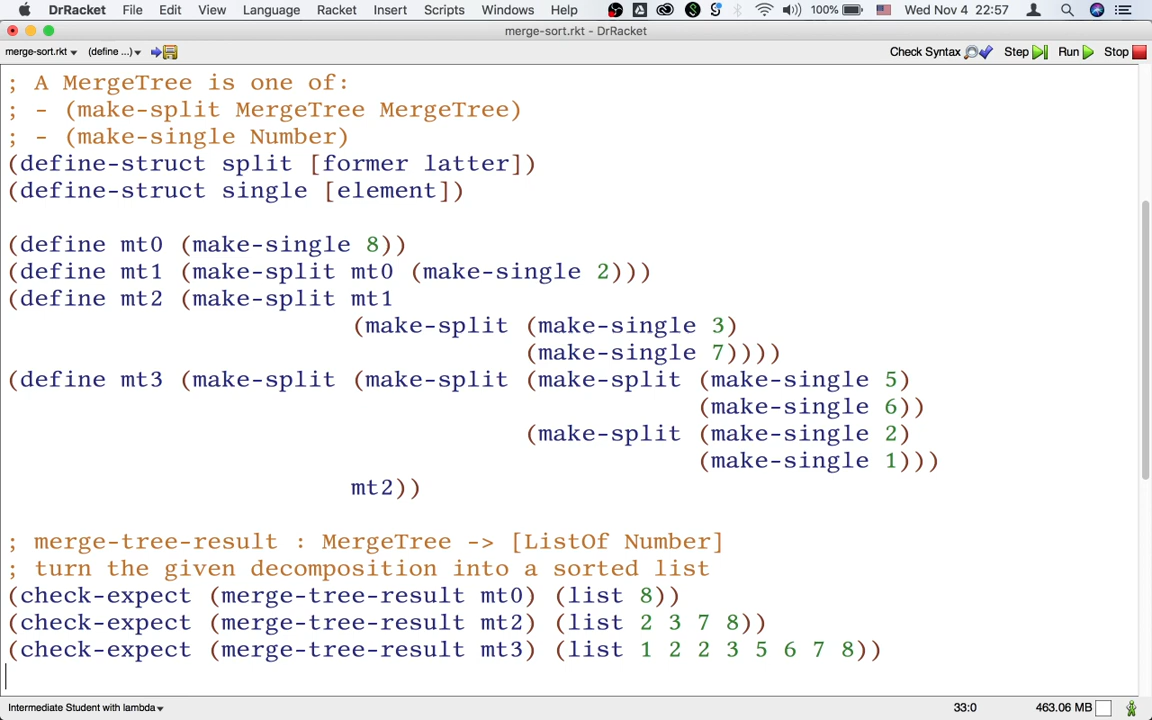 DrRacket File Edit View Language Racket Insert Scripts Windows Help 100% Wed Nov 4 22:57
merge-sort.rkt - DrRacket
merge-sort.rkt (define ...) Check Syntax Step Run Stop
; A MergeTree is one of:
; - (make-split MergeTree MergeTree)
; - (make-single Number)
(define-struct split [former latter])
(define-struct single [element])
(define mt0 (make-single 8))
(define mt1 (make-split mt0 (make-single 2)))
(define mt2 (make-split mt1
(make-split (make-single 3)
(make-single 7))))
(define mt3 (make-split (make-split (make-split (make-single 5)
(make-single 6))
(make-split (make-single 2)
(make-single 1)))
mt2))
; merge-tree-result : MergeTree -> [ListOf Number]
; turn the given decomposition into a sorted list
(check-expect (merge-tree-result mt0) (list 8))
(check-expect (merge-tree-result mt2) (list 2 3 7 8))
(check-expect (merge-tree-result mt3) (list 1 2 2 3 5 6 7 8))
Intermediate Student with lambda 33:0 463.06 MB